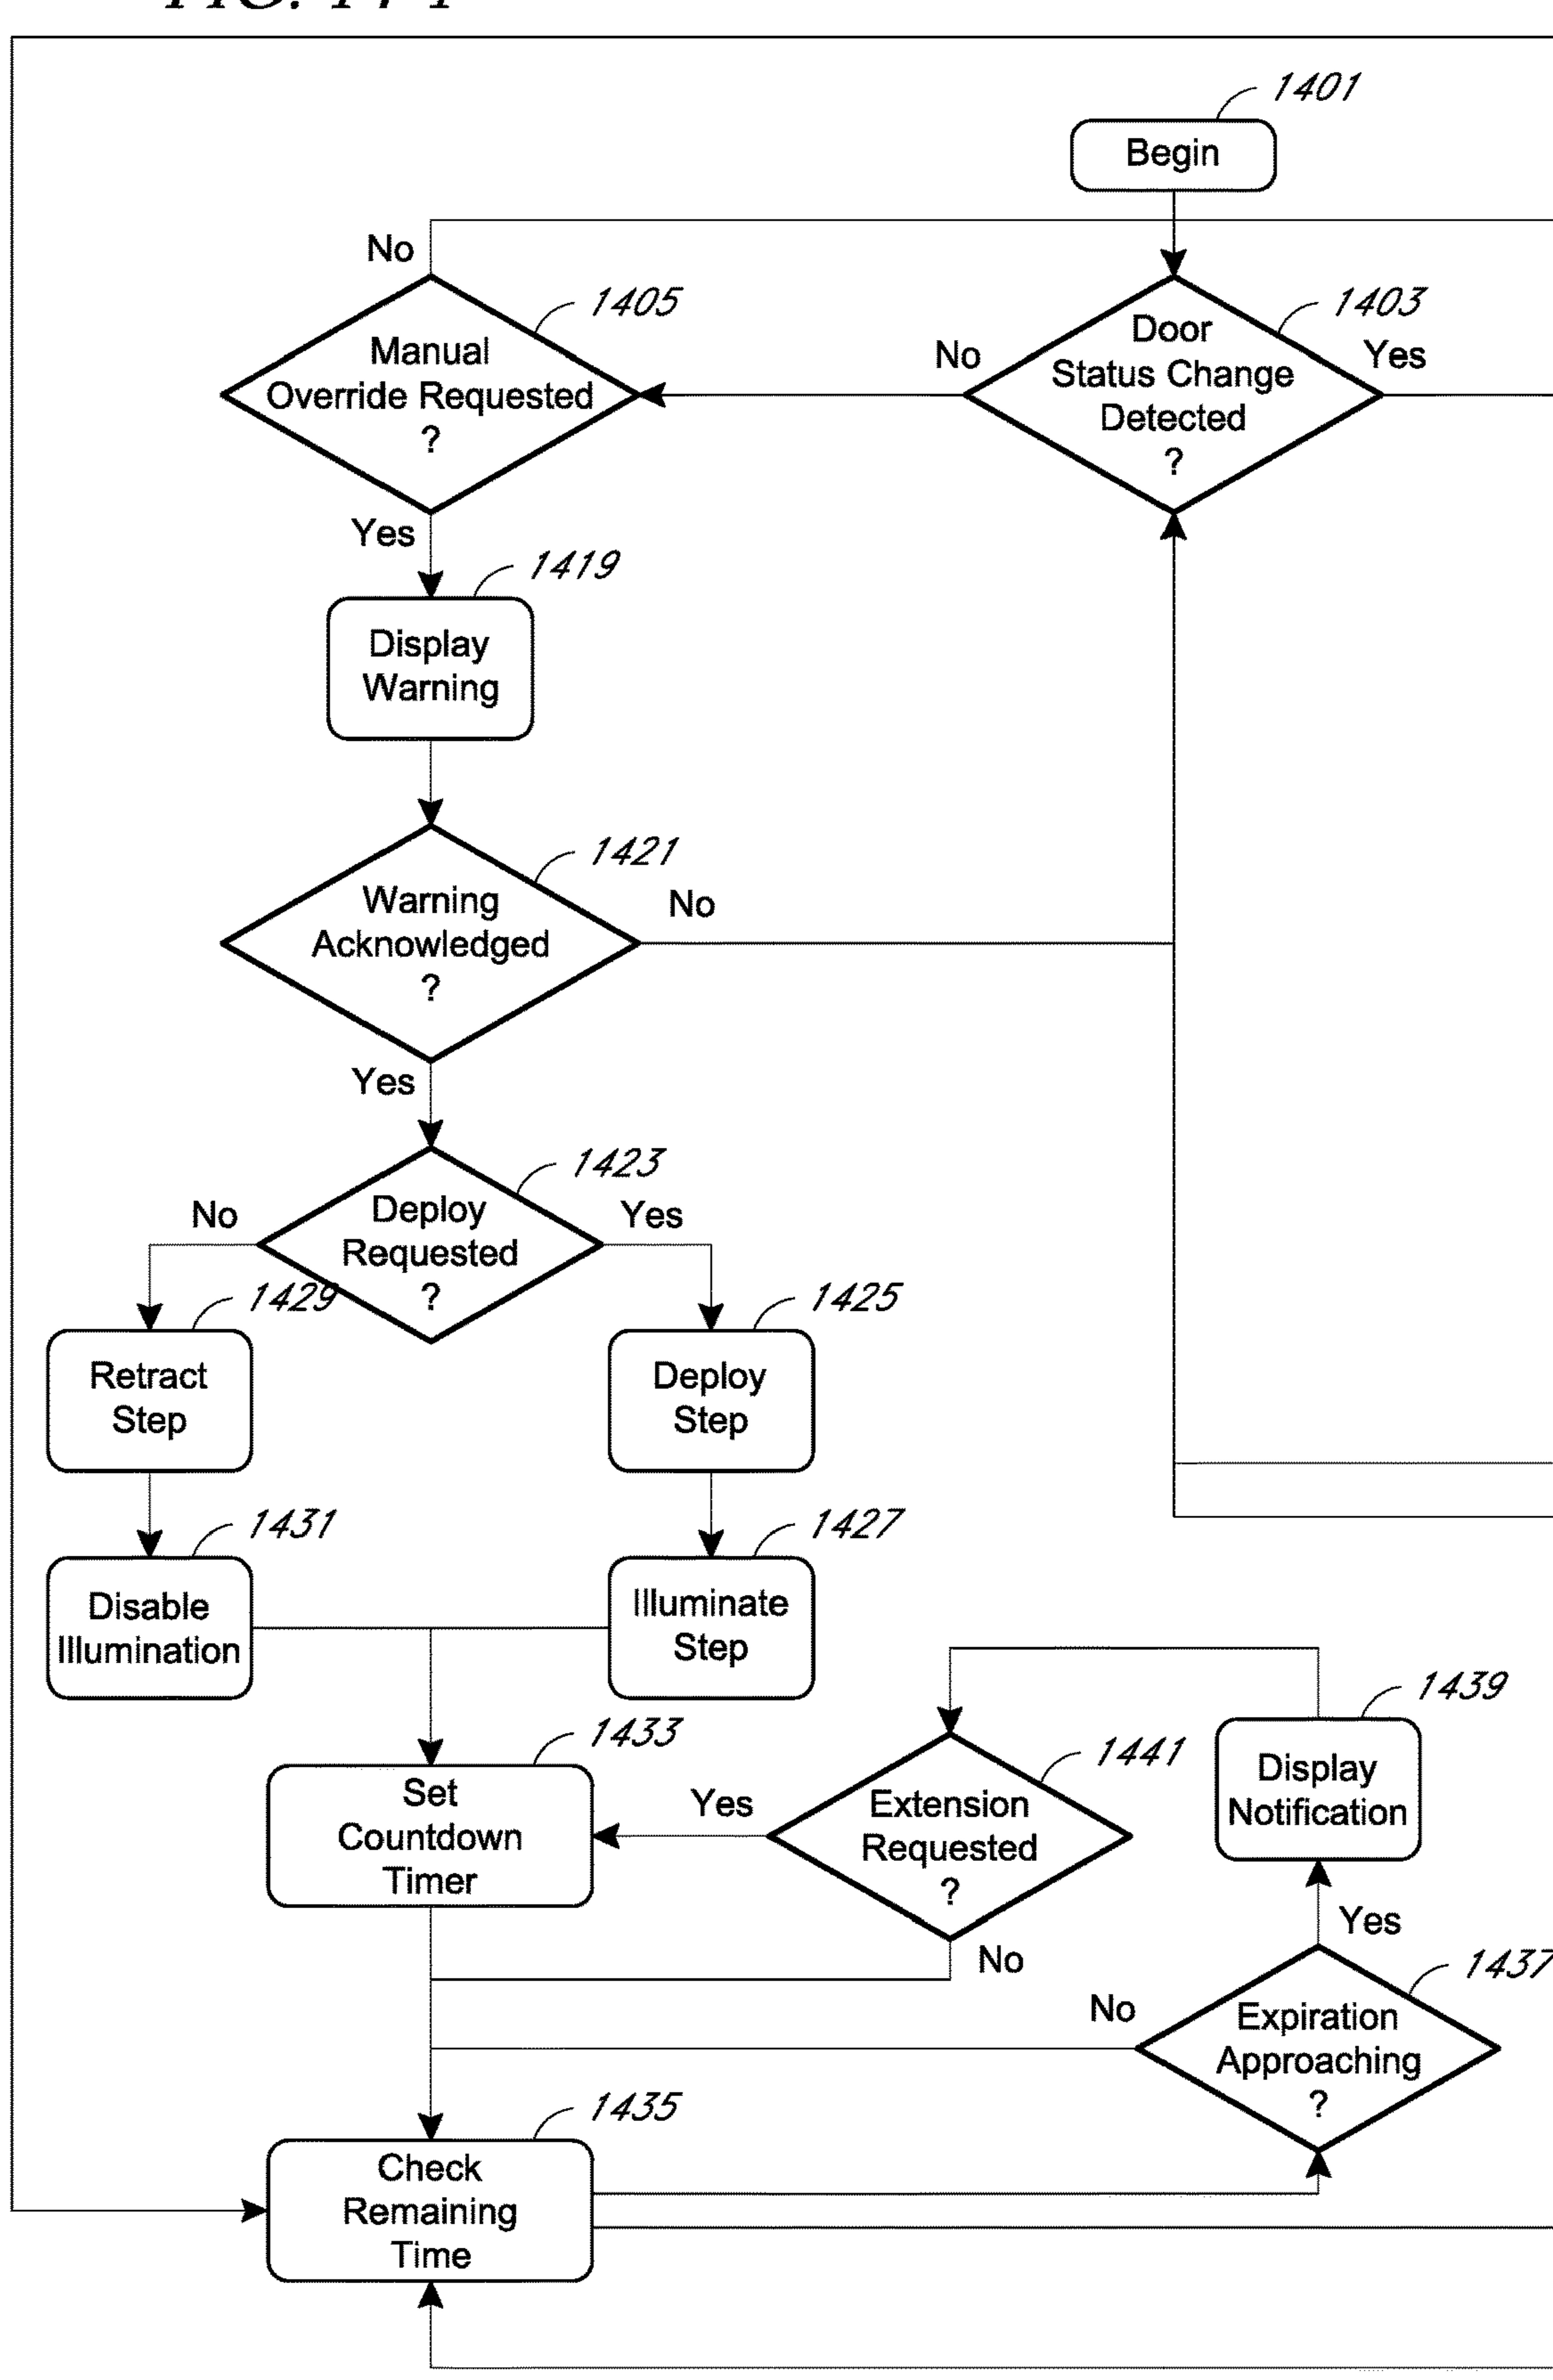 1401
Begin
No
1405
1403
Manual
Override Requested
?
No
Door
Status Change
Detected
?
Yes
Yes
1419
Display
Warning
1421
Warning
Acknowledged
?
No
Yes
1423
No
Deploy
Requested
?
Yes
1429
1425
Retract
Step
Deploy
Step
1431
1427
Disable
Illumination
Illuminate
Step
1439
1433
1441
Display
Notification
Set
Countdown
Timer
Yes
Extension
Requested
?
Yes
No
1437
No
Expiration
Approaching
?
1435
Check
Remaining
Time